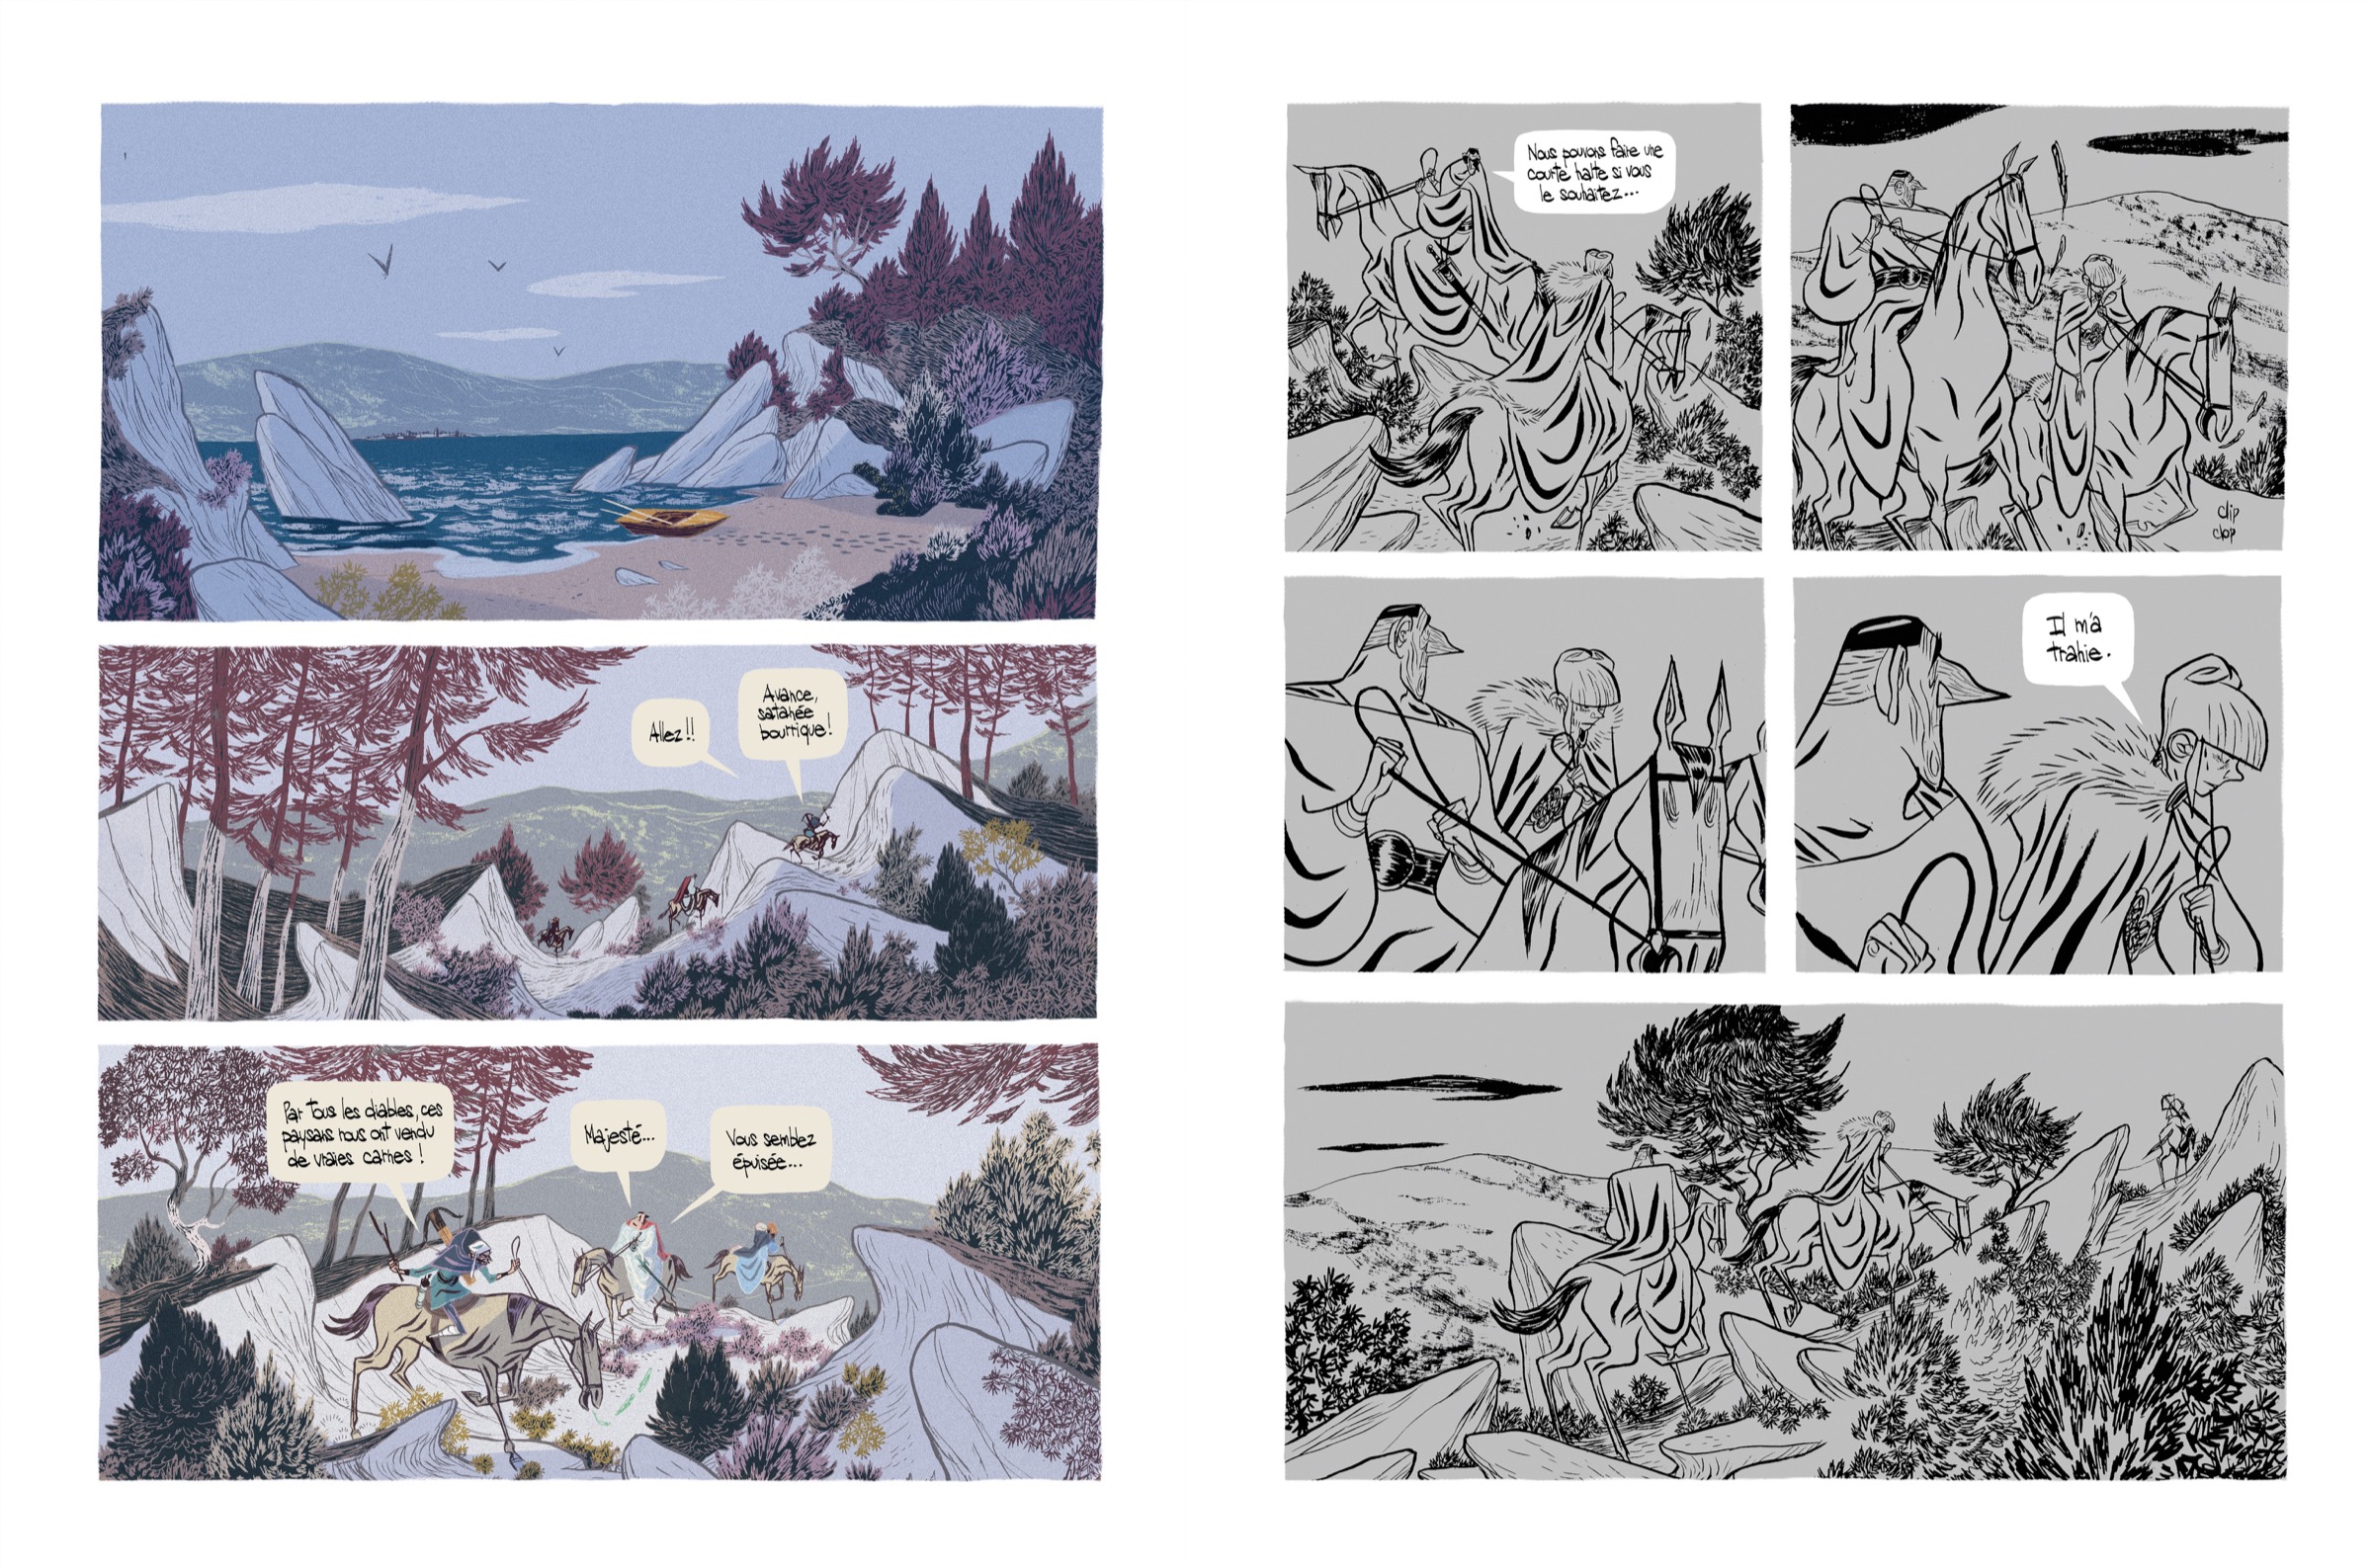 Allez!!
Avance,
satanée
bourrique!
Par tous les diables, ces
paysans nous ont vendu
de vraies carnes!
Majesté...
Vous semblez
épuisée...
Nous pouvons faire une
courte halte si vous
le souhaitez...
clip
clop
Il m'a
trahie.